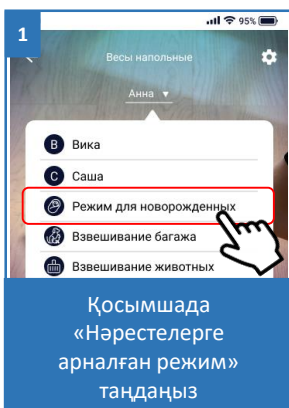 1
95%
Весы напольные
Анна ▼
В Вика
С Саша
Режим для новорожденных
Взвешивание багажа
Взвешивание животных
Қосымшада
«Нәрестелерге
арналған режим»
таңдаңыз